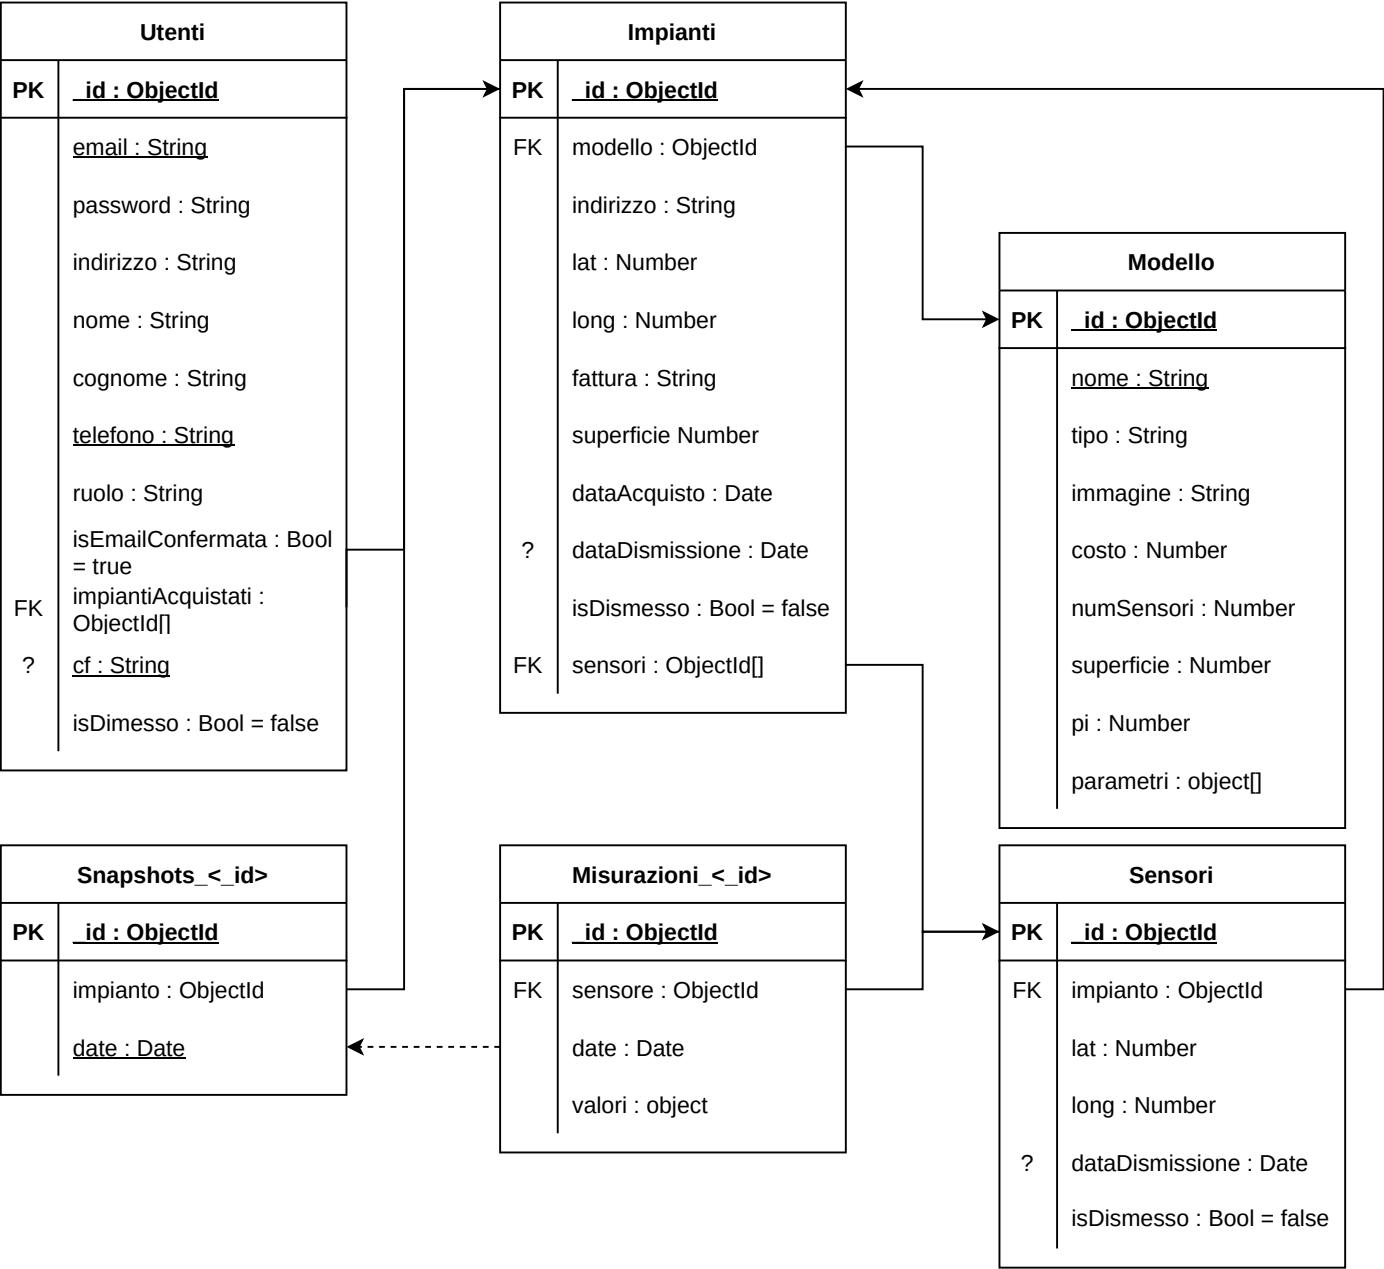 Utenti
PK _id : ObjectId
email : String
password : String
indirizzo : String
nome : String
cognome : String
telefono : String
ruolo : String
isEmailConfermata : Bool
= true
FK impiantiAcquistati :
ObjectId[]
? cf : String
isDimesso : Bool = false
Impianti
PK _id : ObjectId
FK modello : ObjectId
indirizzo : String
lat : Number
long : Number
fattura : String
superficie Number
dataAcquisto : Date
? dataDismissione : Date
isDismesso : Bool = false
FK sensori : ObjectId[]
Modello
PK _id : ObjectId
nome : String
tipo : String
immagine : String
costo : Number
numSensori : Number
superficie : Number
pi : Number
parametri : object[]
Snapshots_<_id>
PK _id : ObjectId
impianto : ObjectId
date : Date
Misurazioni_<_id>
PK _id : ObjectId
FK sensore : ObjectId
date : Date
valori : object
Sensori
PK _id : ObjectId
FK impianto : ObjectId
lat : Number
long : Number
? dataDismissione : Date
isDismesso : Bool = false